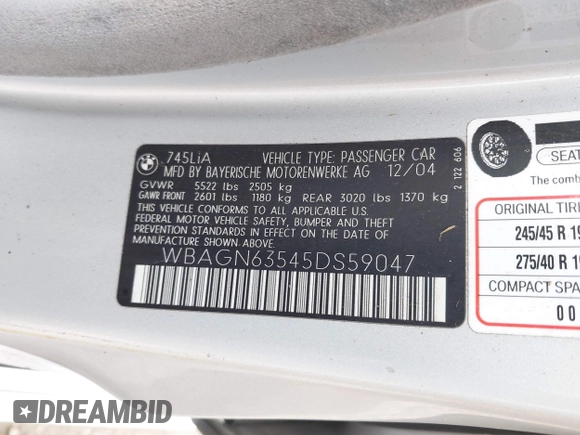 745LiA VEHICLE TYPE: PASSENGER CAR
MFD BY BAYERISCHE MOTORENWERKE AG 12/04
GVWR 5522 lbs 2505 kg
GAWR FRONT 2601 lbs 1180 kg REAR 3020 lbs 1370 kg
THIS VEHICLE CONFORMS TO ALL APPLICABLE U.S.
FEDERAL MOTOR VEHICLE SAFETY, BUMPER AND THEFT
PREVENTION STANDARDS IN EFFECT ON THE DATE OF
MANUFACTURE SHOWN ABOVE.
WBAGN63545DS59047
2 122 606
SEAT
The comb
ORIGINAL TIRE
245/45 R 19
275/40 R 19
COMPACT SPA
00
DREAMBID